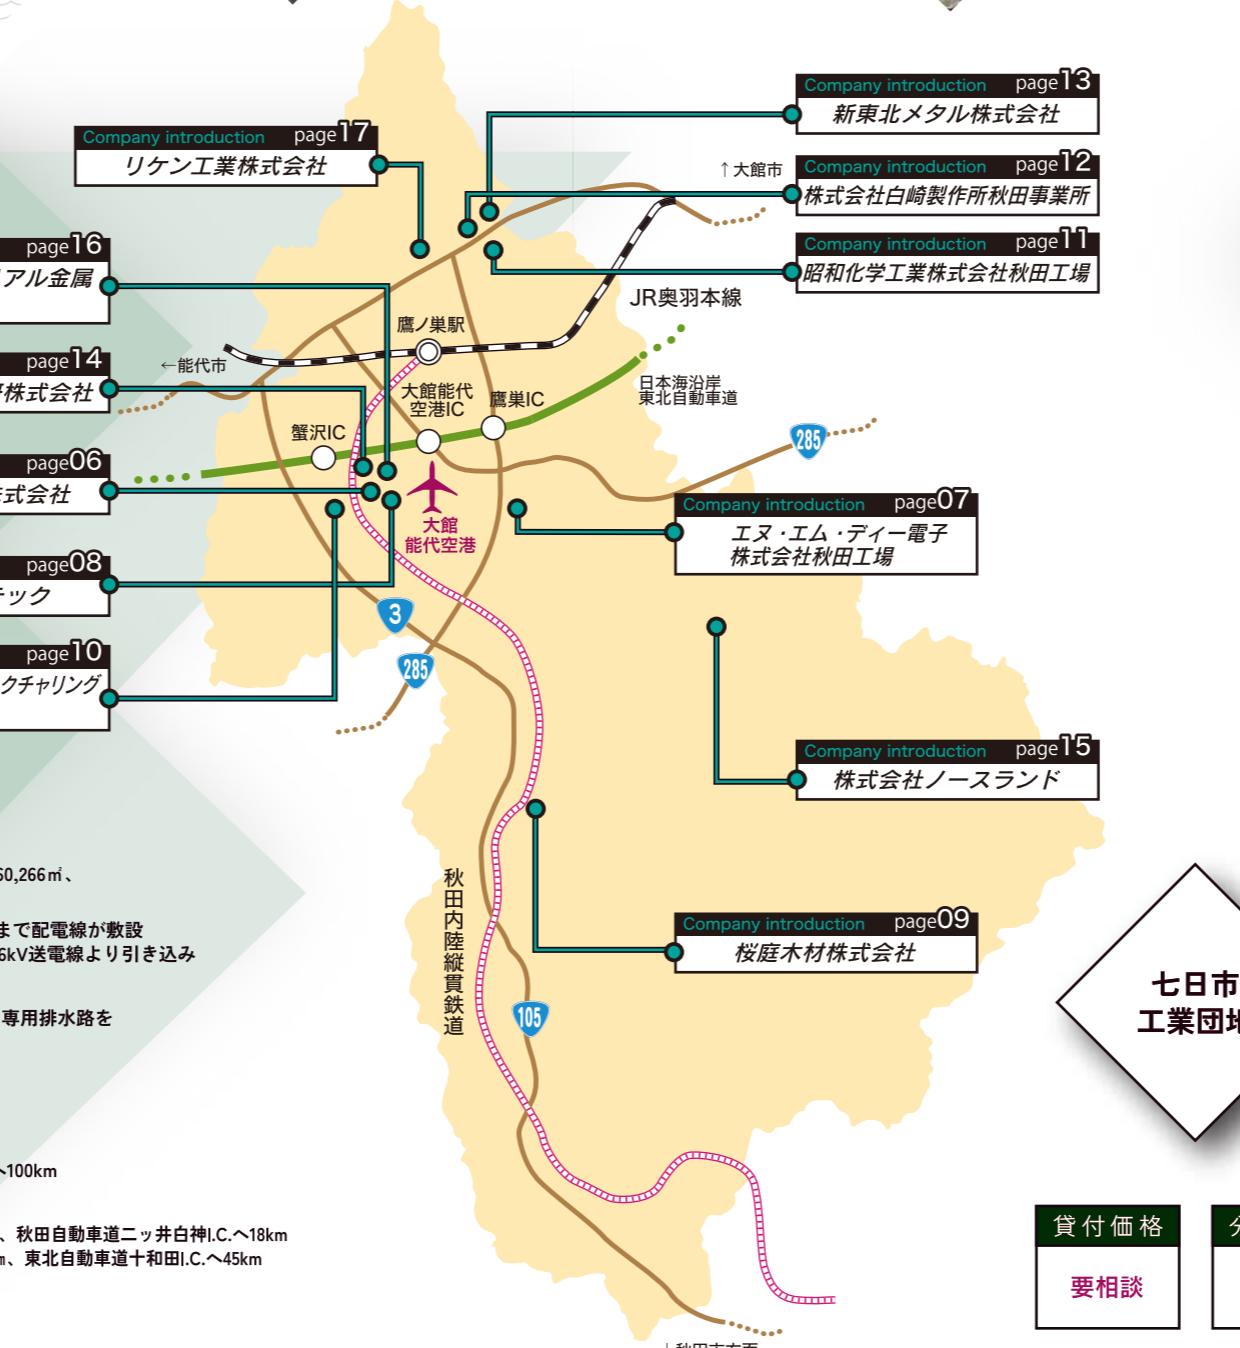 Company introduction page13
新東北メタル株式会社
Company introduction page17
リケン工業株式会社
↑大館市
Company introduction page12
株式会社白崎製作所秋田事業所
Company introduction page11
昭和化学工業株式会社秋田工場
page16
アル金属
JR奥羽本線
鷹ノ巣駅
page14
株式会社
←能代市
大館能代
空港IC
鷹巣IC
日本海沿岸
東北自動車道
蟹沢IC
285
page06
式会社
大館
能代空港
Company introduction page07
エヌ・エム・ディー電子
株式会社秋田工場
page08
テック
3
285
page10
クチャリング
Company introduction page15
株式会社ノースランド
60,266㎡、
秋田内陸縦貫鉄道
Company introduction page09
桜庭木材株式会社
まで配電線が敷設
6kV送電線より引き込み
専用排水路を
105
七日市
工業団地
へ100km
、秋田自動車道二ッ井白神I.C.へ18km
m、東北自動車道十和田I.C.へ45km
貸付価格
要相談